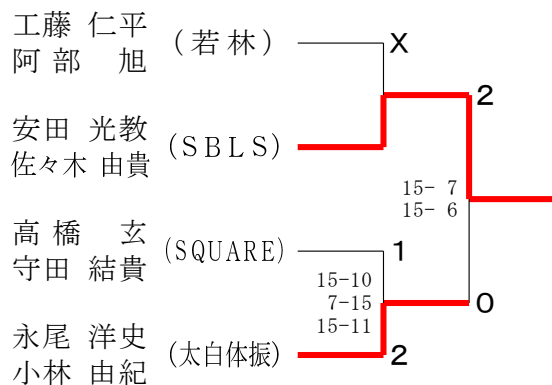 工藤 仁平
阿部 旭
(若林)
X
2
安田 光教
佐々木 由貴
(SBLS)
15- 7
15- 6
高橋 玄
守田 結貴
(SQUARE)
1
15-10
7-15
15-11
0
永尾 洋史
小林 由紀
(太白体振)
2